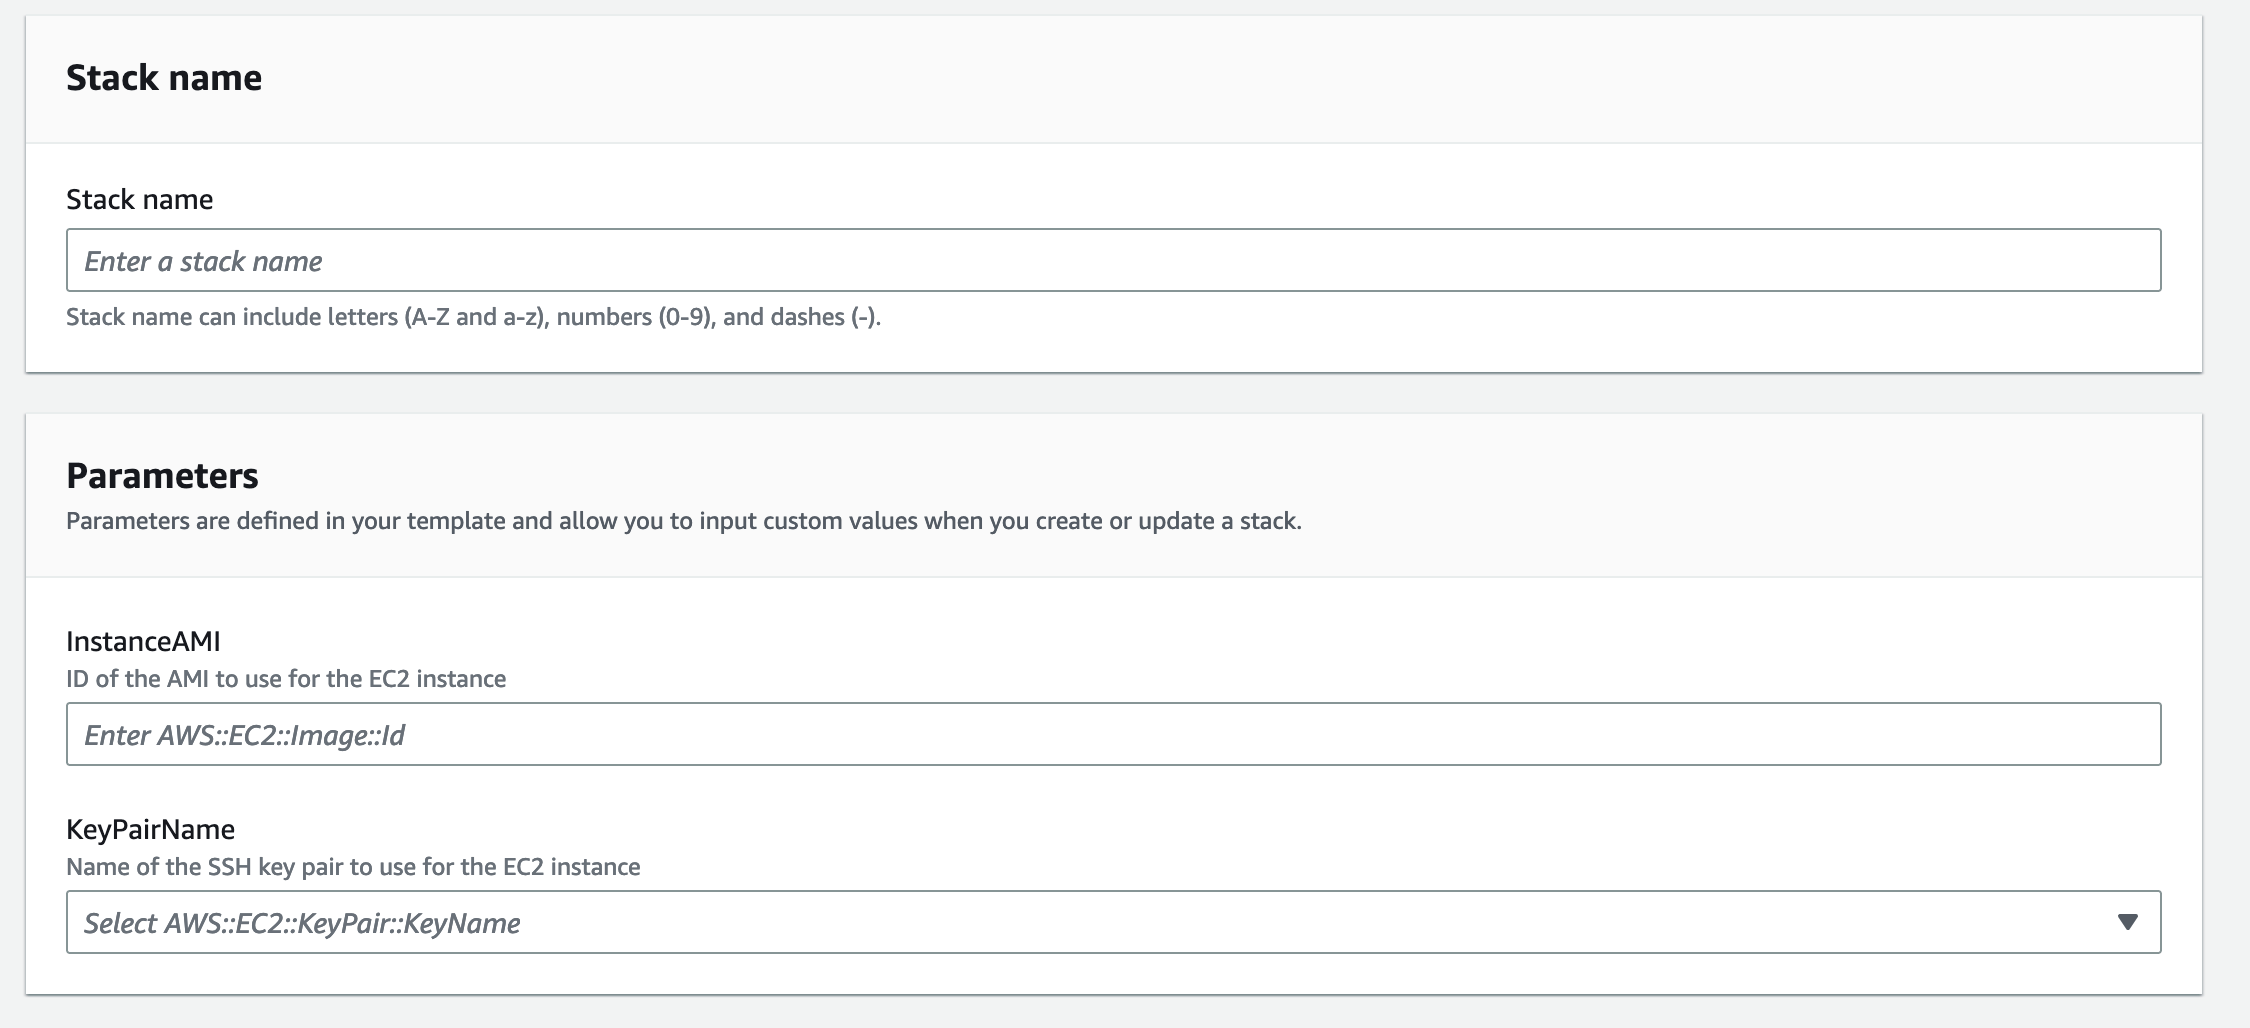 Stack name
Stack name
Enter a stack name
Stack name can include letters (A-Z and a-z), numbers (0-9), and dashes (-).
Parameters
Parameters are defined in your template and allow you to input custom values when you create or update a stack.
InstanceAMI
ID of the AMI to use for the EC2 instance
Enter AWS::EC2::Image::Id
KeyPairName
Name of the SSH key pair to use for the EC2 instance
Select AWS::EC2::KeyPair::KeyName